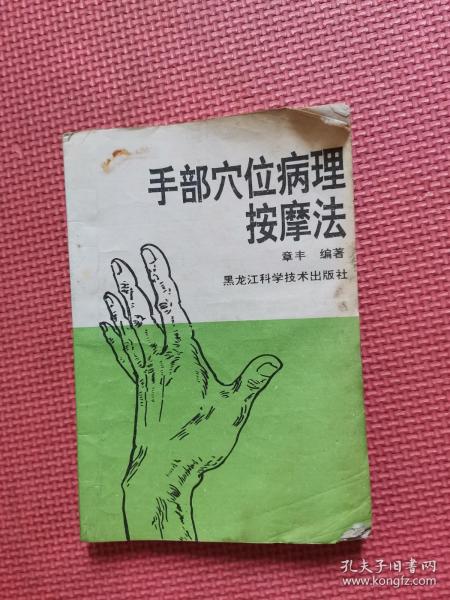 手部穴位病理
按摩法
章丰 编著
黑龙江科学技术出版社
孔夫子旧书网
www.kongfz.com